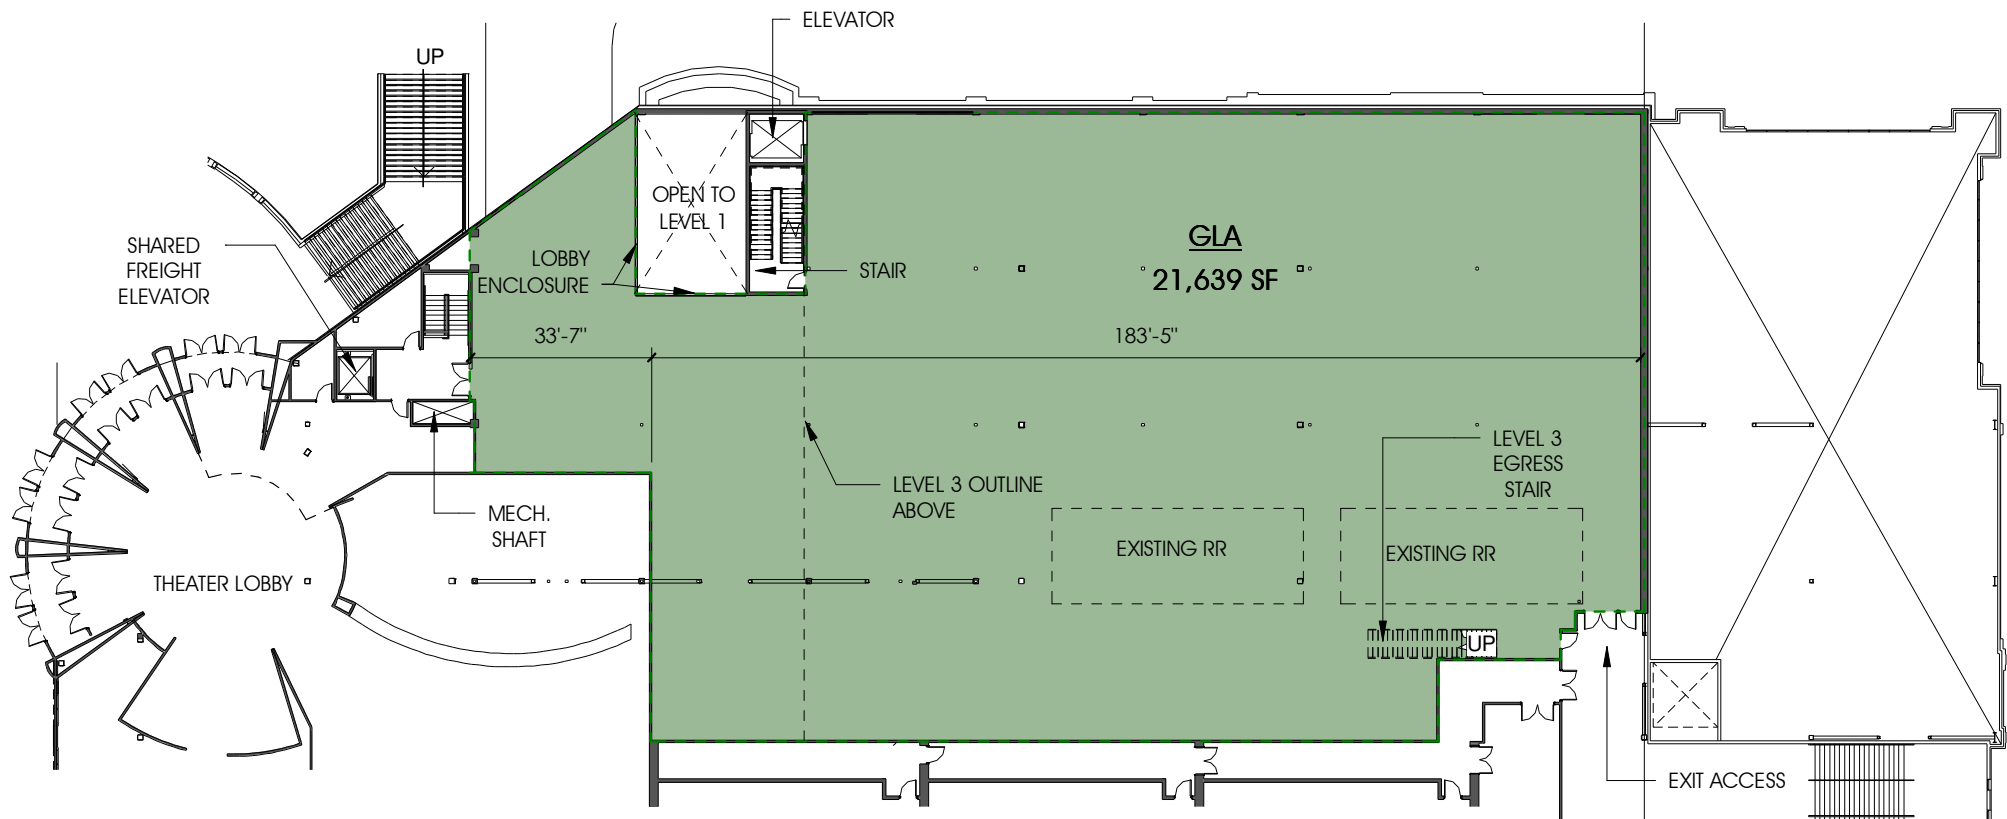 ELEVATOR
UP
OPEN TO
LEVEL 1
SHARED
FREIGHT
ELEVATOR
LOBBY
ENCLOSURE
STAIR
GLA
21,639 SF
33'-7"
183'-5"
LEVEL 3 OUTLINE
ABOVE
LEVEL 3
EGRESS
STAIR
MECH.
SHAFT
EXISTING RR
EXISTING RR
THEATER LOBBY
UP
EXIT ACCESS